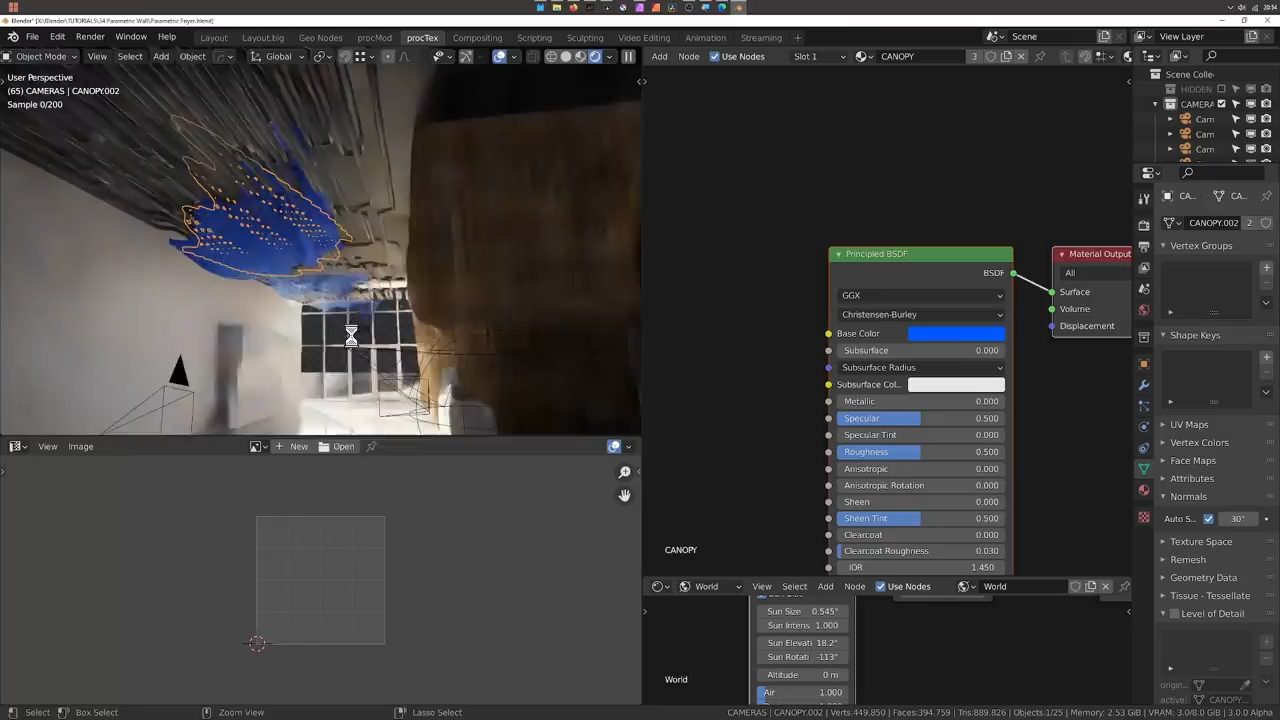 Blender* [X:\Blender\TUTORIALS\34 Parametric Wall\Parametric Foyer.blend]
20:54
File Edit Render Window Help Layout Layout.big Geo Nodes procMod procTex Compositing Scripting Sculpting Video Editing Animation Streaming + Scene View Layer
Object Mode View Select Add Object Global Add Node Use Nodes Slot 1 CANOPY 3
User Perspective
(65) CAMERAS | CANOPY.002
Sample 0/200
Scene Colle
HIDDEN
CAMERA
Cam
Cam
Cam
CA... CA...
CANOPY.002 2
Vertex Groups
Shape Keys
UV Maps
Vertex Colors
Face Maps
Attributes
Normals
Auto S... 30°
Texture Space
Remesh
Geometry Data
Tissue - Tessellate
Level of Detail
origin...
active: CANOPY...
Principled BSDF
BSDF
GGX
Christensen-Burley
Base Color
Subsurface 0.000
Subsurface Radius
Subsurface Col...
Metallic 0.000
Specular 0.500
Specular Tint 0.000
Roughness 0.500
Anisotropic 0.000
Anisotropic Rotation 0.000
Sheen 0.000
Sheen Tint 0.500
Clearcoat 0.000
Clearcoat Roughness 0.030
IOR 1.450
Material Output
All
Surface
Volume
Displacement
CANOPY
View Image New Open
World View Select Add Node Use Nodes World
Sun Size 0.545°
Sun Intens 1.000
Sun Elevati 18.2°
Sun Rotati -113°
Altitude 0 m
Air 1.000
World
Select Box Select Zoom View Lasso Select
CAMERAS | CANOPY.002 | Verts:449.850 | Faces:394.759 | Tris:889.826 | Objects:1/25 | Memory: 2.53 GiB | VRAM: 3.0/8.0 GiB | 3.0.0 Alpha